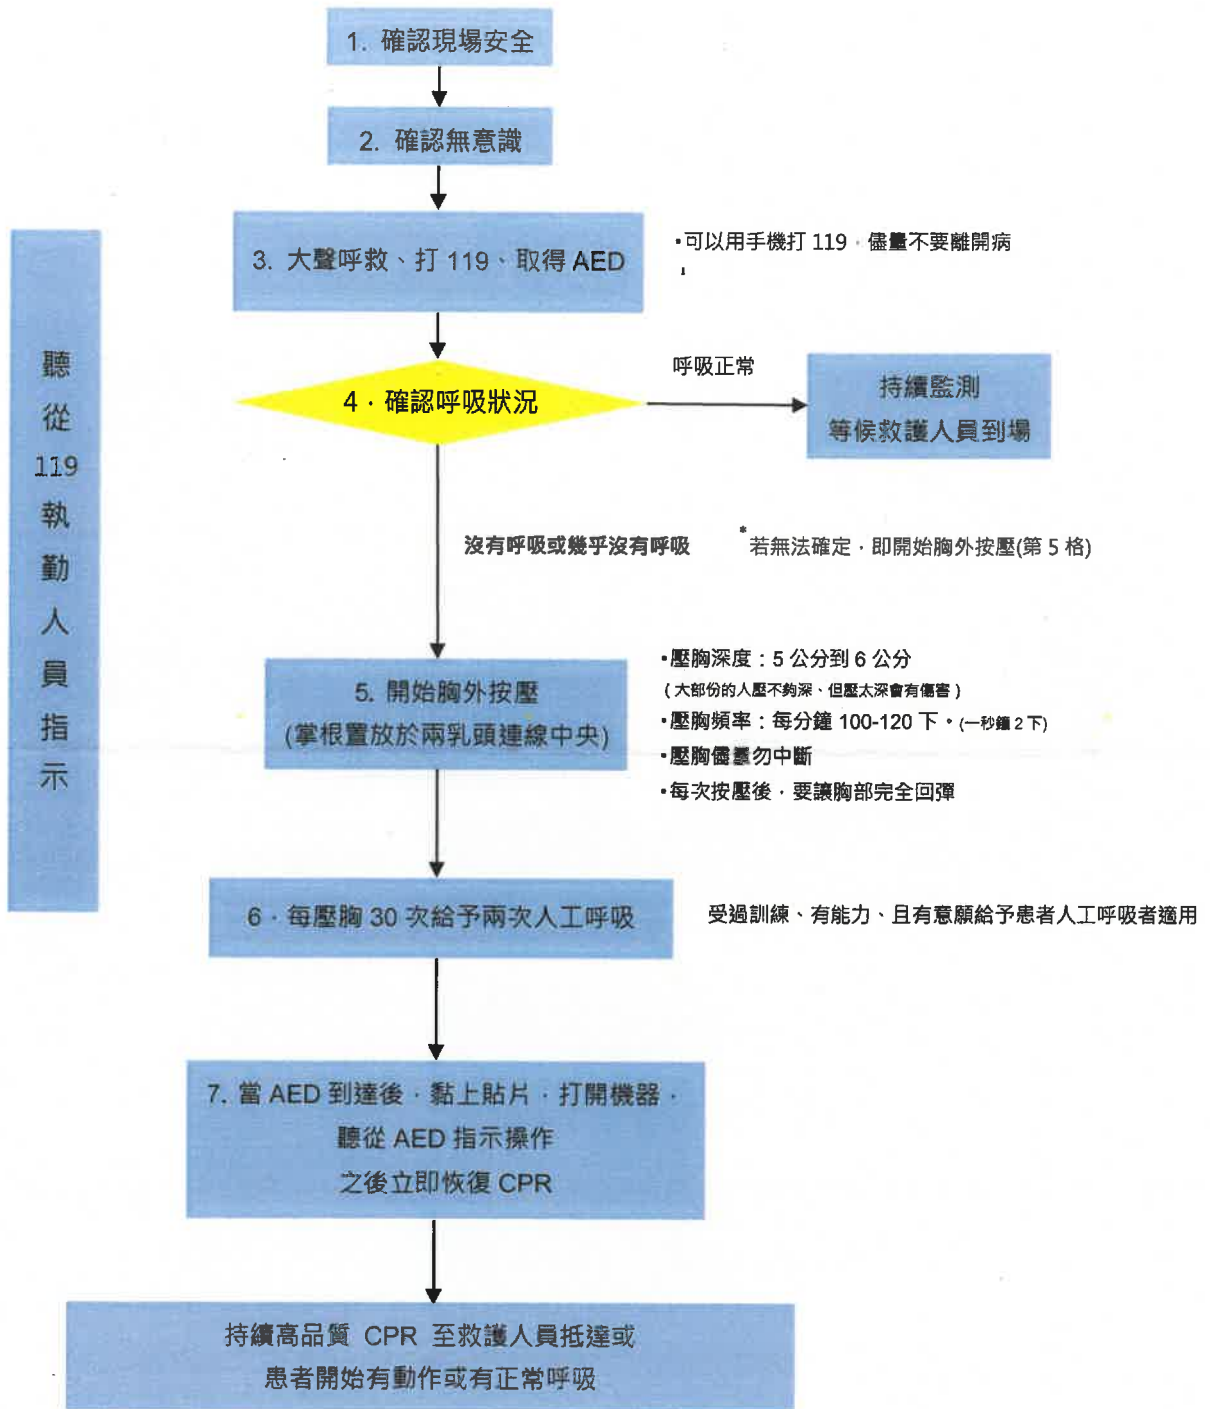 1. 確認現場安全
2. 確認無意識
3. 大聲呼救、打 119、取得 AED
•可以用手機打 119，儘量不要離開病
聽
從
119
執
勤
人
員
指
示
4．確認呼吸狀況
呼吸正常
持續監測
等候救護人員到場
沒有呼吸或幾乎沒有呼吸
*若無法確定，即開始胸外按壓(第 5 格)
5. 開始胸外按壓
(掌根置放於兩乳頭連線中央)
•壓胸深度：5 公分到 6 公分
(大部份的人壓不夠深、但壓太深會有傷害)
•壓胸頻率：每分鐘 100-120 下。(一秒鐘 2 下)
•壓胸儘量勿中斷
•每次按壓後，要讓胸部完全回彈
6．每壓胸 30 次給予兩次人工呼吸
受過訓練、有能力、且有意願給予患者人工呼吸者適用
7. 當 AED 到達後，黏上貼片，打開機器，
聽從 AED 指示操作
之後立即恢復 CPR
持續高品質 CPR 至救護人員抵達或
患者開始有動作或有正常呼吸